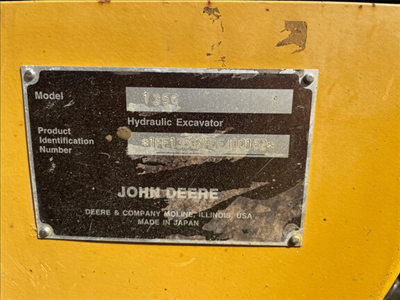 Model
Hydraulic Excavator
Product
Identification
Number
JOHN DEERE
DEERE & COMPANY MOLINE, ILLINOIS, USA
MADE IN JAPAN